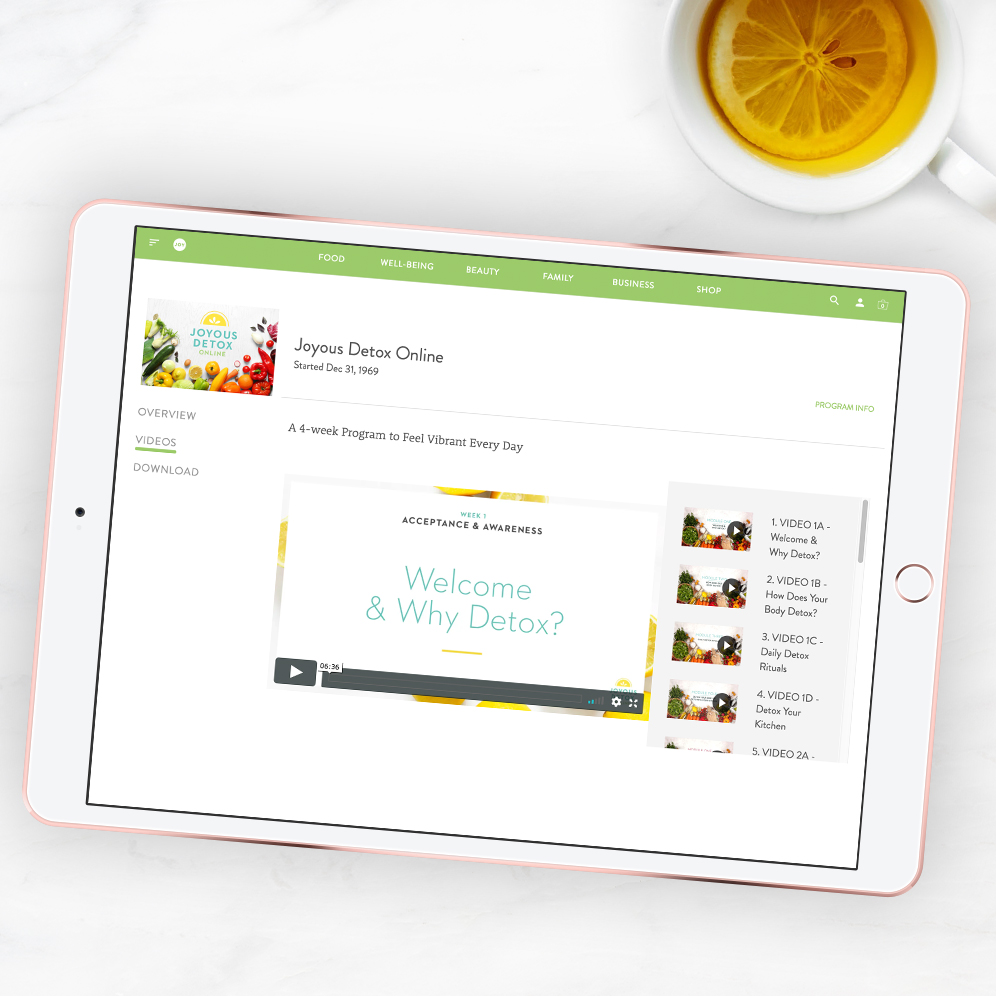 JOY
FOOD
WELL-BEING
BEAUTY
FAMILY
BUSINESS
SHOP
0
JOYOUS
DETOX
ONLINE
Joyous Detox Online
Started Dec 31, 1969
PROGRAM INFO
OVERVIEW
VIDEOS
DOWNLOAD
A 4-week Program to Feel Vibrant Every Day
WEEK 1
ACCEPTANCE & AWARENESS
Welcome
& Why Detox?
06:36
JOYOUS
1. VIDEO 1A -
Welcome &
Why Detox?
2. VIDEO 1B -
How Does Your
Body Detox?
3. VIDEO 1C -
Daily Detox
Rituals
4. VIDEO 1D -
Detox Your
Kitchen
5. VIDEO 2A -